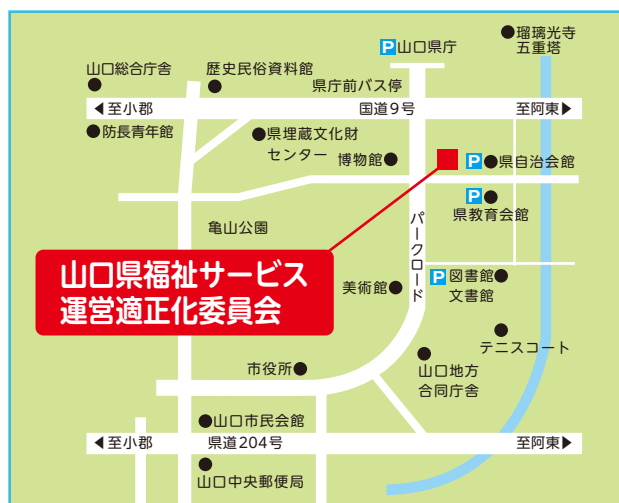 瑠璃光寺
五重塔
P山口県庁
山口総合庁舎
歴史民俗資料館
県庁前バス停
◀至小郡
国道9号
至阿東▶
防長青年館
県埋蔵文化財
センター
博物館
P
県自治会館
P
県教育会館
亀山公園
パークロード
山口県福祉サービス
運営適正化委員会
美術館
P
図書館
文書館
テニスコート
市役所
山口地方
合同庁舎
山口市民会館
◀至小郡
県道204号
至阿東▶
山口中央郵便局